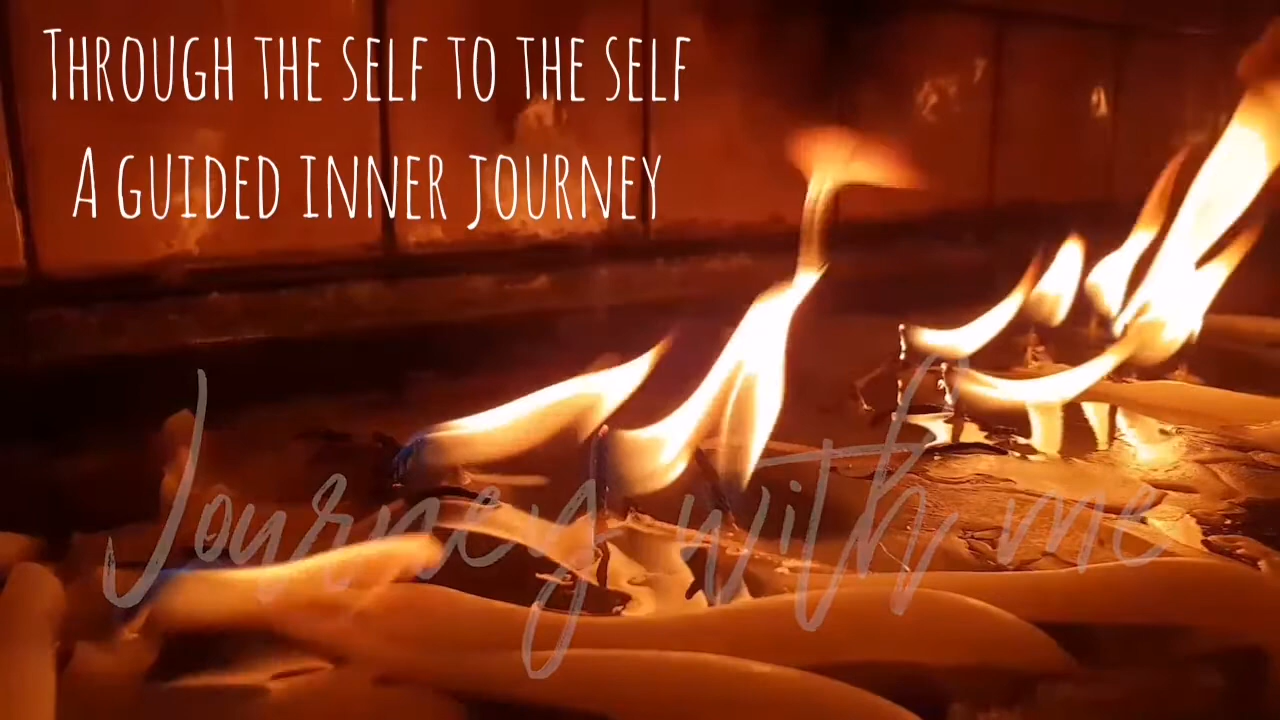 Through the self to the self
A guided inner journey
Journey with me